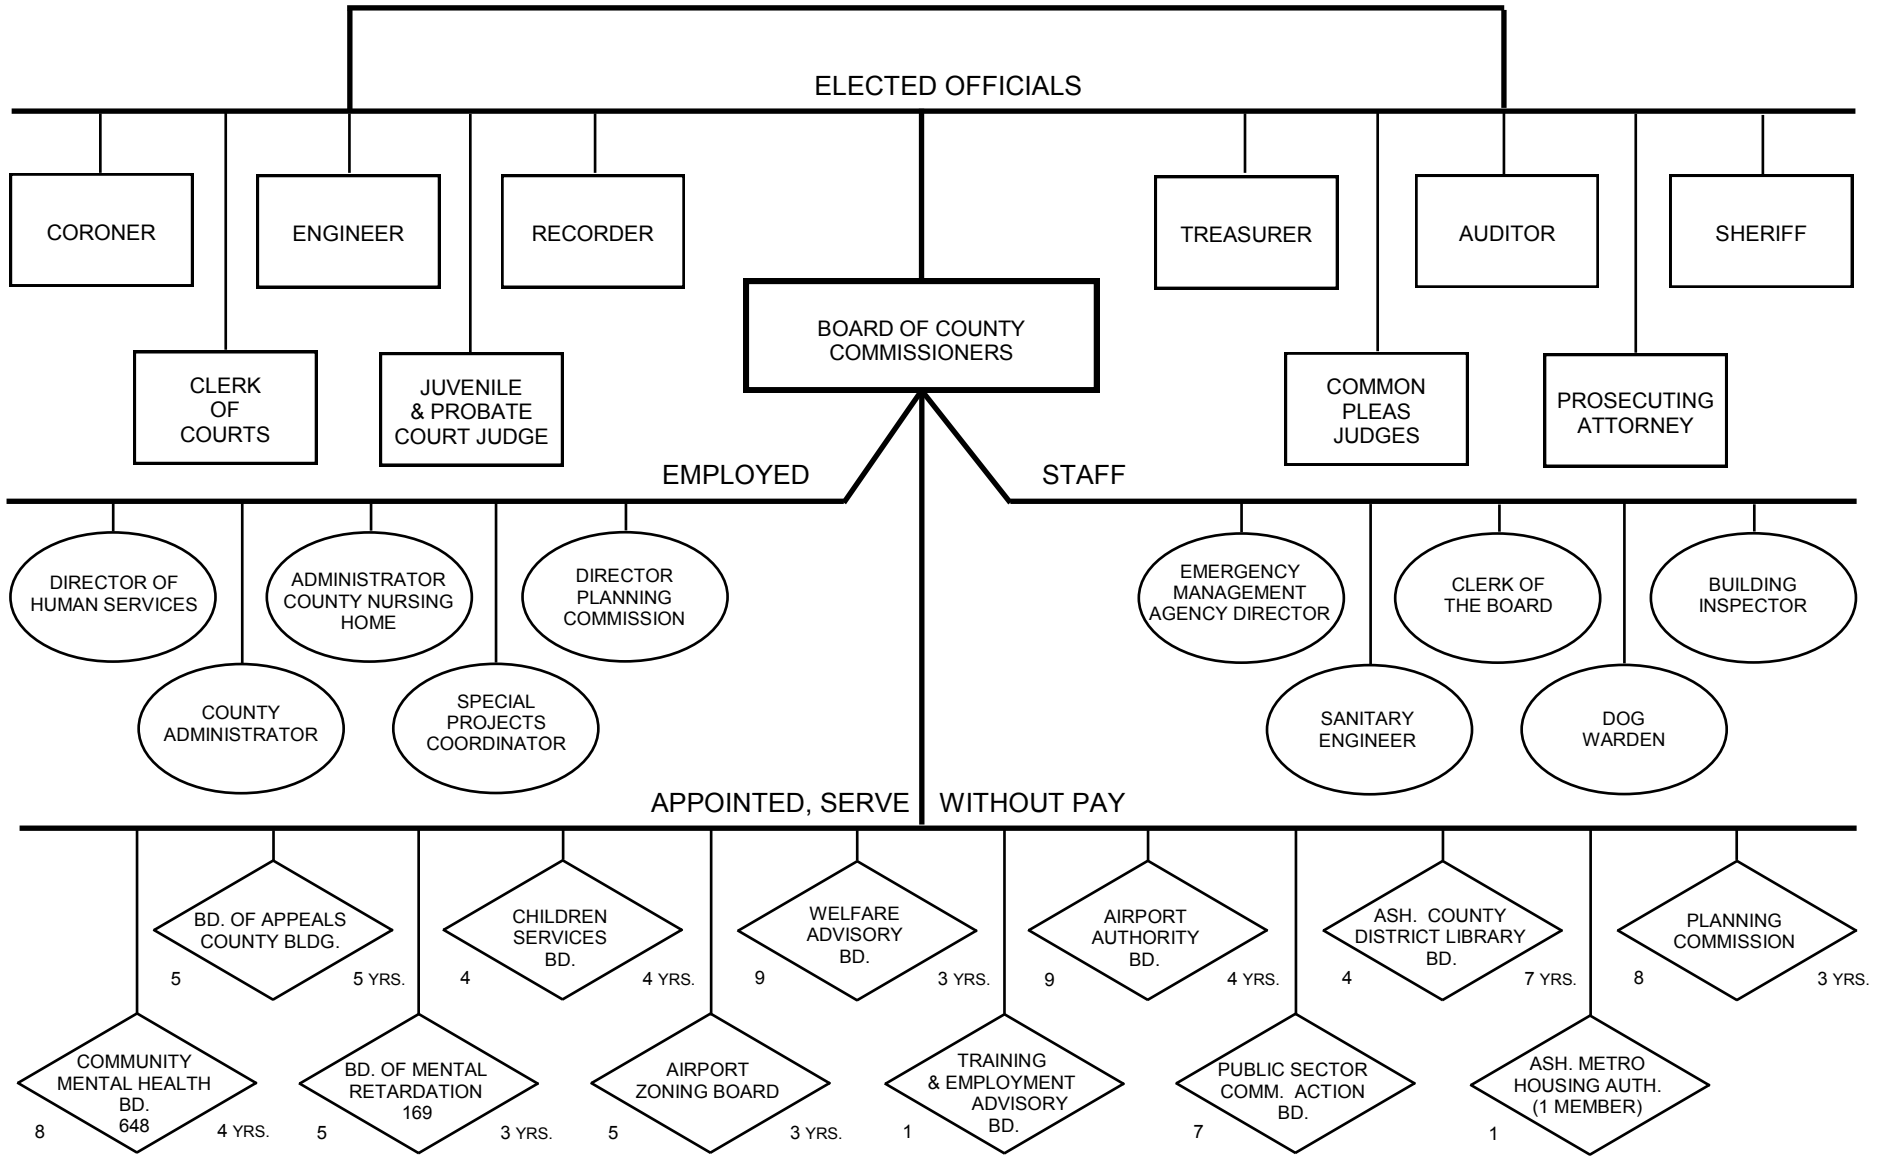 ELECTED OFFICIALS
CORONER
ENGINEER
RECORDER
TREASURER
AUDITOR
SHERIFF
BOARD OF COUNTY
COMMISSIONERS
CLERK
OF
COURTS
JUVENILE
& PROBATE
COURT JUDGE
COMMON
PLEAS
JUDGES
PROSECUTING
ATTORNEY
EMPLOYED STAFF
DIRECTOR OF
HUMAN SERVICES
ADMINISTRATOR
COUNTY NURSING
HOME
DIRECTOR
PLANNING
COMMISSION
EMERGENCY
MANAGEMENT
AGENCY DIRECTOR
CLERK OF
THE BOARD
BUILDING
INSPECTOR
COUNTY
ADMINISTRATOR
SPECIAL
PROJECTS
COORDINATOR
SANITARY
ENGINEER
DOG
WARDEN
APPOINTED, SERVE WITHOUT PAY
BD. OF APPEALS
COUNTY BLDG.
5 5 YRS.
CHILDREN
SERVICES
BD.
4 4 YRS.
WELFARE
ADVISORY
BD.
9 3 YRS.
AIRPORT
AUTHORITY
BD.
9 4 YRS.
ASH. COUNTY
DISTRICT LIBRARY
BD.
4 7 YRS.
PLANNING
COMMISSION
8 3 YRS.
COMMUNITY
MENTAL HEALTH
BD.
648
8 4 YRS.
BD. OF MENTAL
RETARDATION
169
5 3 YRS.
AIRPORT
ZONING BOARD
5 3 YRS.
TRAINING
& EMPLOYMENT
ADVISORY
BD.
1
PUBLIC SECTOR
COMM. ACTION
BD.
7
ASH. METRO
HOUSING AUTH.
(1 MEMBER)
1